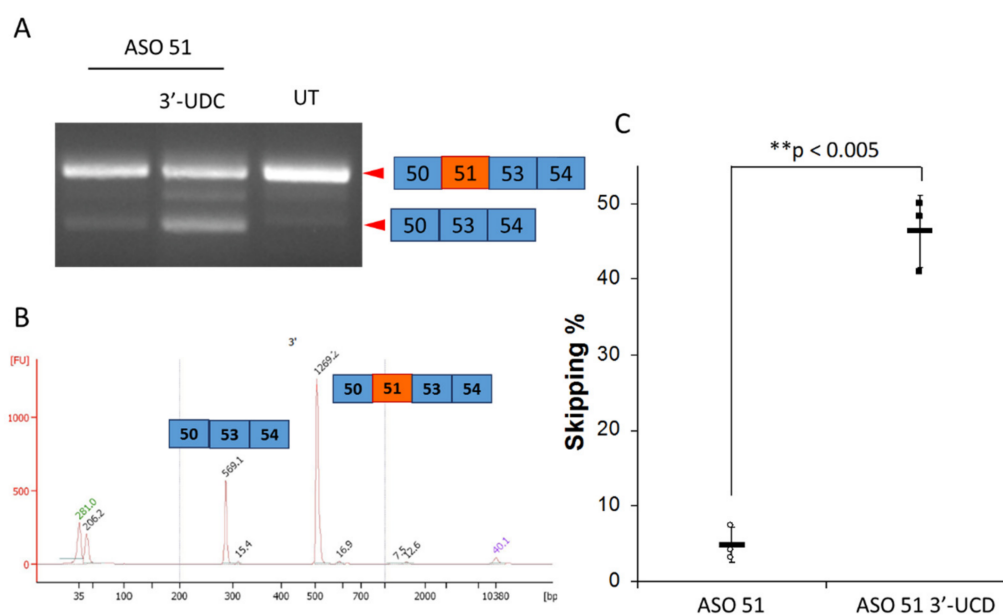 A
ASO 51
3’-UDC UT
50 51 53 54
50 53 54
B
3'
[FU]
1000
500
0
281.0
206.2
569.1
15.4
1269.2
16.9
7.5
12.6
40.1
50 53 54
50 51 53 54
35 100 200 300 400 500 700 2000 10380 [bp
C
**p < 0.005
Skipping %
50
40
30
20
10
0
ASO 51 ASO 51 3’-UCD